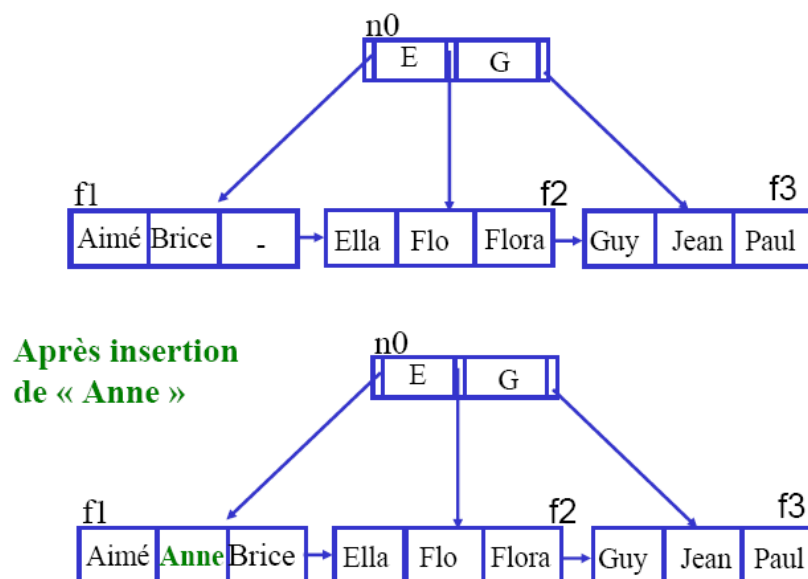 n0
E G
f1 f2 f3
Aimé Brice - Ella Flo Flora Guy Jean Paul
Après insertion
de « Anne »
n0
E G
f1 f2 f3
Aimé Anne Brice Ella Flo Flora Guy Jean Paul